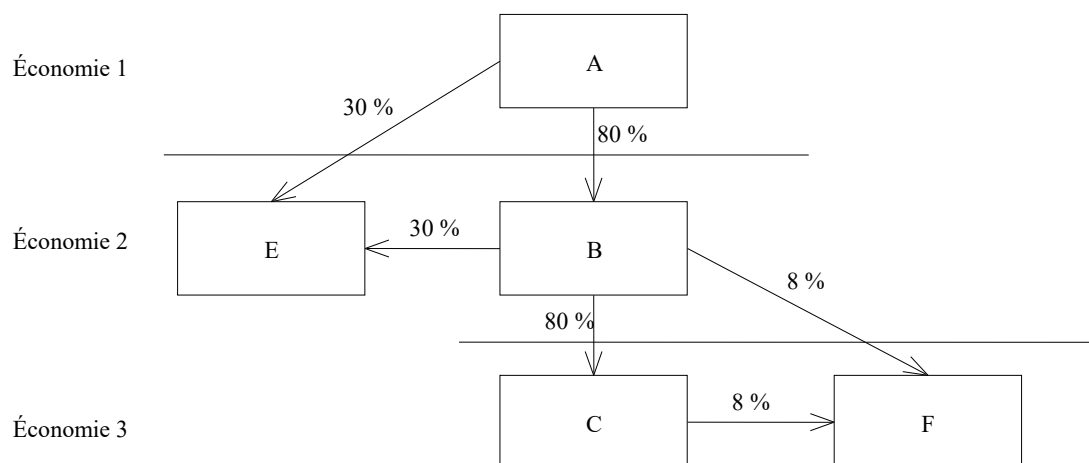 Économie 1
A
30 %
80 %
Économie 2
E
30 %
B
8 %
80 %
Économie 3
C
8 %
F